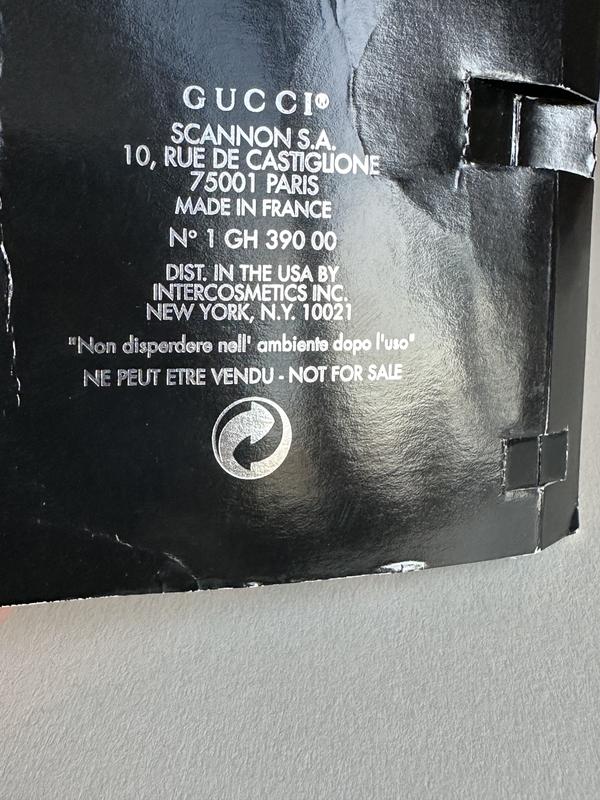 GUCCI®
SCANNON S.A.
10, RUE DE CASTIGLIONE
75001 PARIS
MADE IN FRANCE
N° 1 GH 390 00
DIST. IN THE USA BY
INTERCOSMETICS INC.
NEW YORK, N.Y. 10021
"Non disperdere nell' ambiente dopo l'uso"
NE PEUT ETRE VENDU - NOT FOR SALE